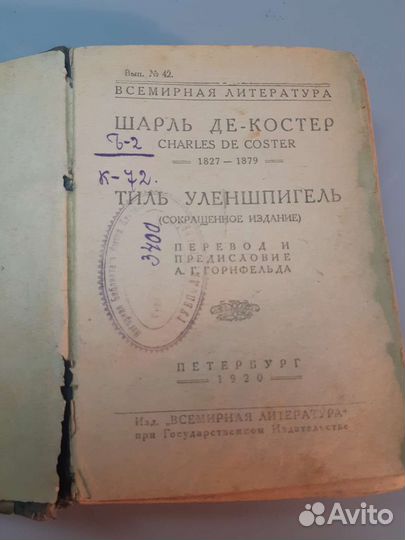 Вып. № 42.
ВСЕМИРНАЯ ЛИТЕРАТУРА
ШАРЛЬ ДЕ-КОСТЕР
CHARLES DE COSTER
Ъ-2
1827 — 1879
К-72.
ТИЛЬ УЛЕНШПИГЕЛЬ
(СОКРАЩЕННОЕ ИЗДАНИЕ)
3400
ПЕРЕВОД И
ПРЕДИСЛОВИЕ
А. Г. ГОРНФЕЛЬДА
ПЕТЕРБУРГ
1920
Изд. „ВСЕМИРНАЯ ЛИТЕРАТУРА“
при Государственном Издательстве
Avito